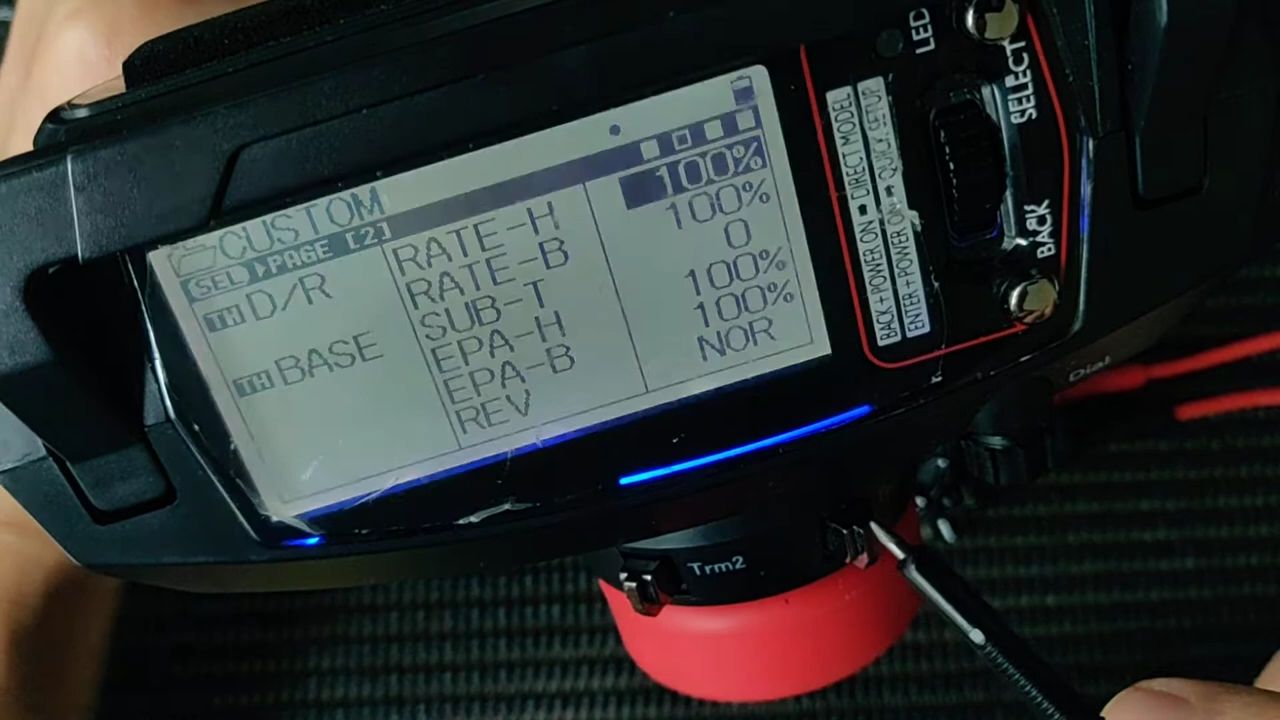 CUSTOM
SEL PAGE [2]
TH D/R RATE-H 100%
RATE-B 100%
SUB-T 0
TH BASE EPA-H 100%
EPA-B 100%
REV NOR
BACK+POWER ON DIRECT MODEL
ENTER+POWER ON QUICK SETUP
LED
SELECT
BACK
Dial
Trm2